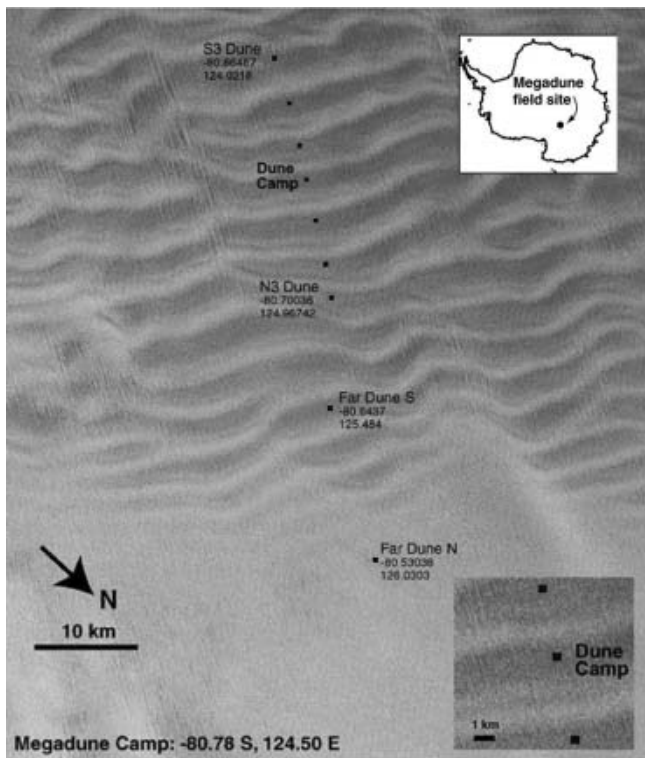 S3 Dune
-80.86487
124.0218
Megadune
field site
Dune
Camp
N3 Dune
-80.70036
124.96742
Far Dune S
-80.6437
125.484
Far Dune N
-80.53038
126.0303
N
10 km
Dune
Camp
1 km
Megadune Camp: -80.78 S, 124.50 E